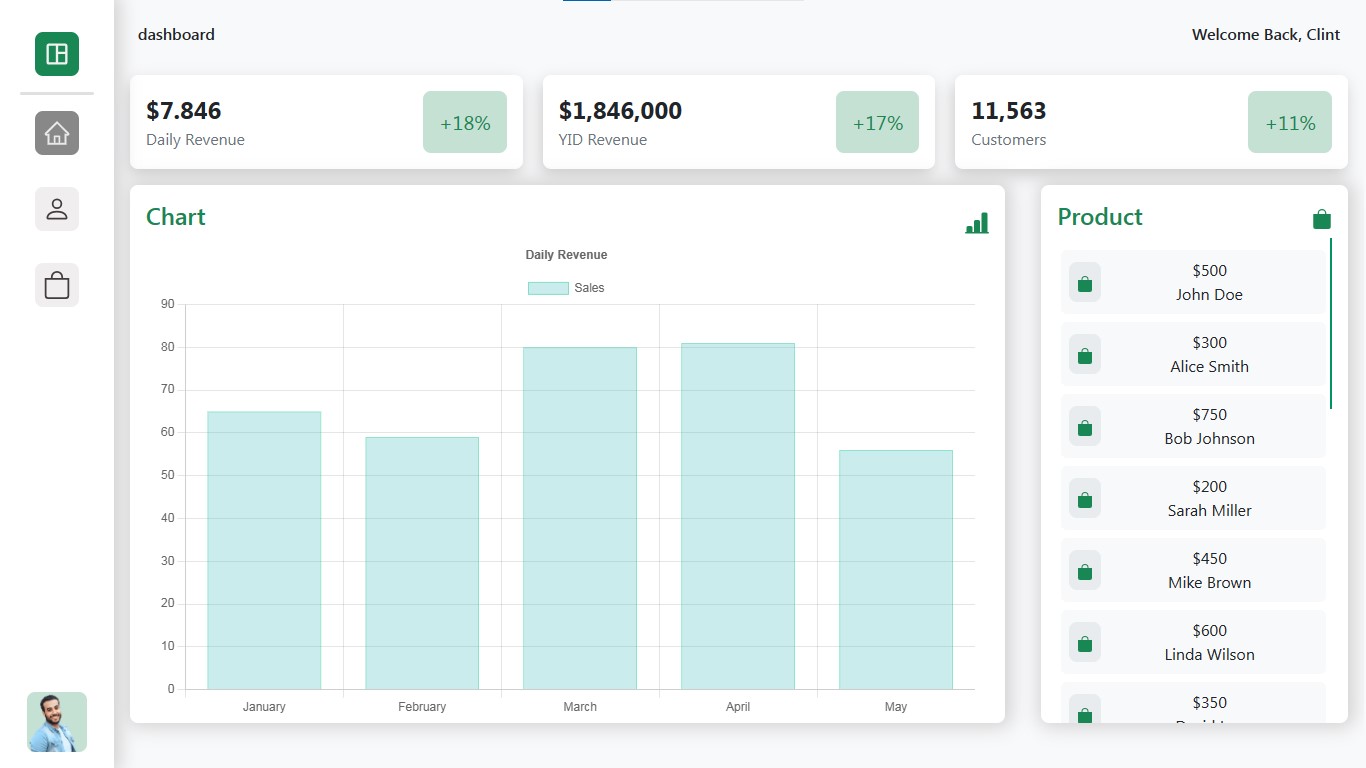 dashboard
Welcome Back, Clint
$7.846
Daily Revenue
+18%
$1,846,000
YID Revenue
+17%
11,563
Customers
+11%
Chart
Daily Revenue
Sales
90
80
70
60
50
40
30
20
10
0
January
February
March
April
May
Product
$500
John Doe
$300
Alice Smith
$750
Bob Johnson
$200
Sarah Miller
$450
Mike Brown
$600
Linda Wilson
$350